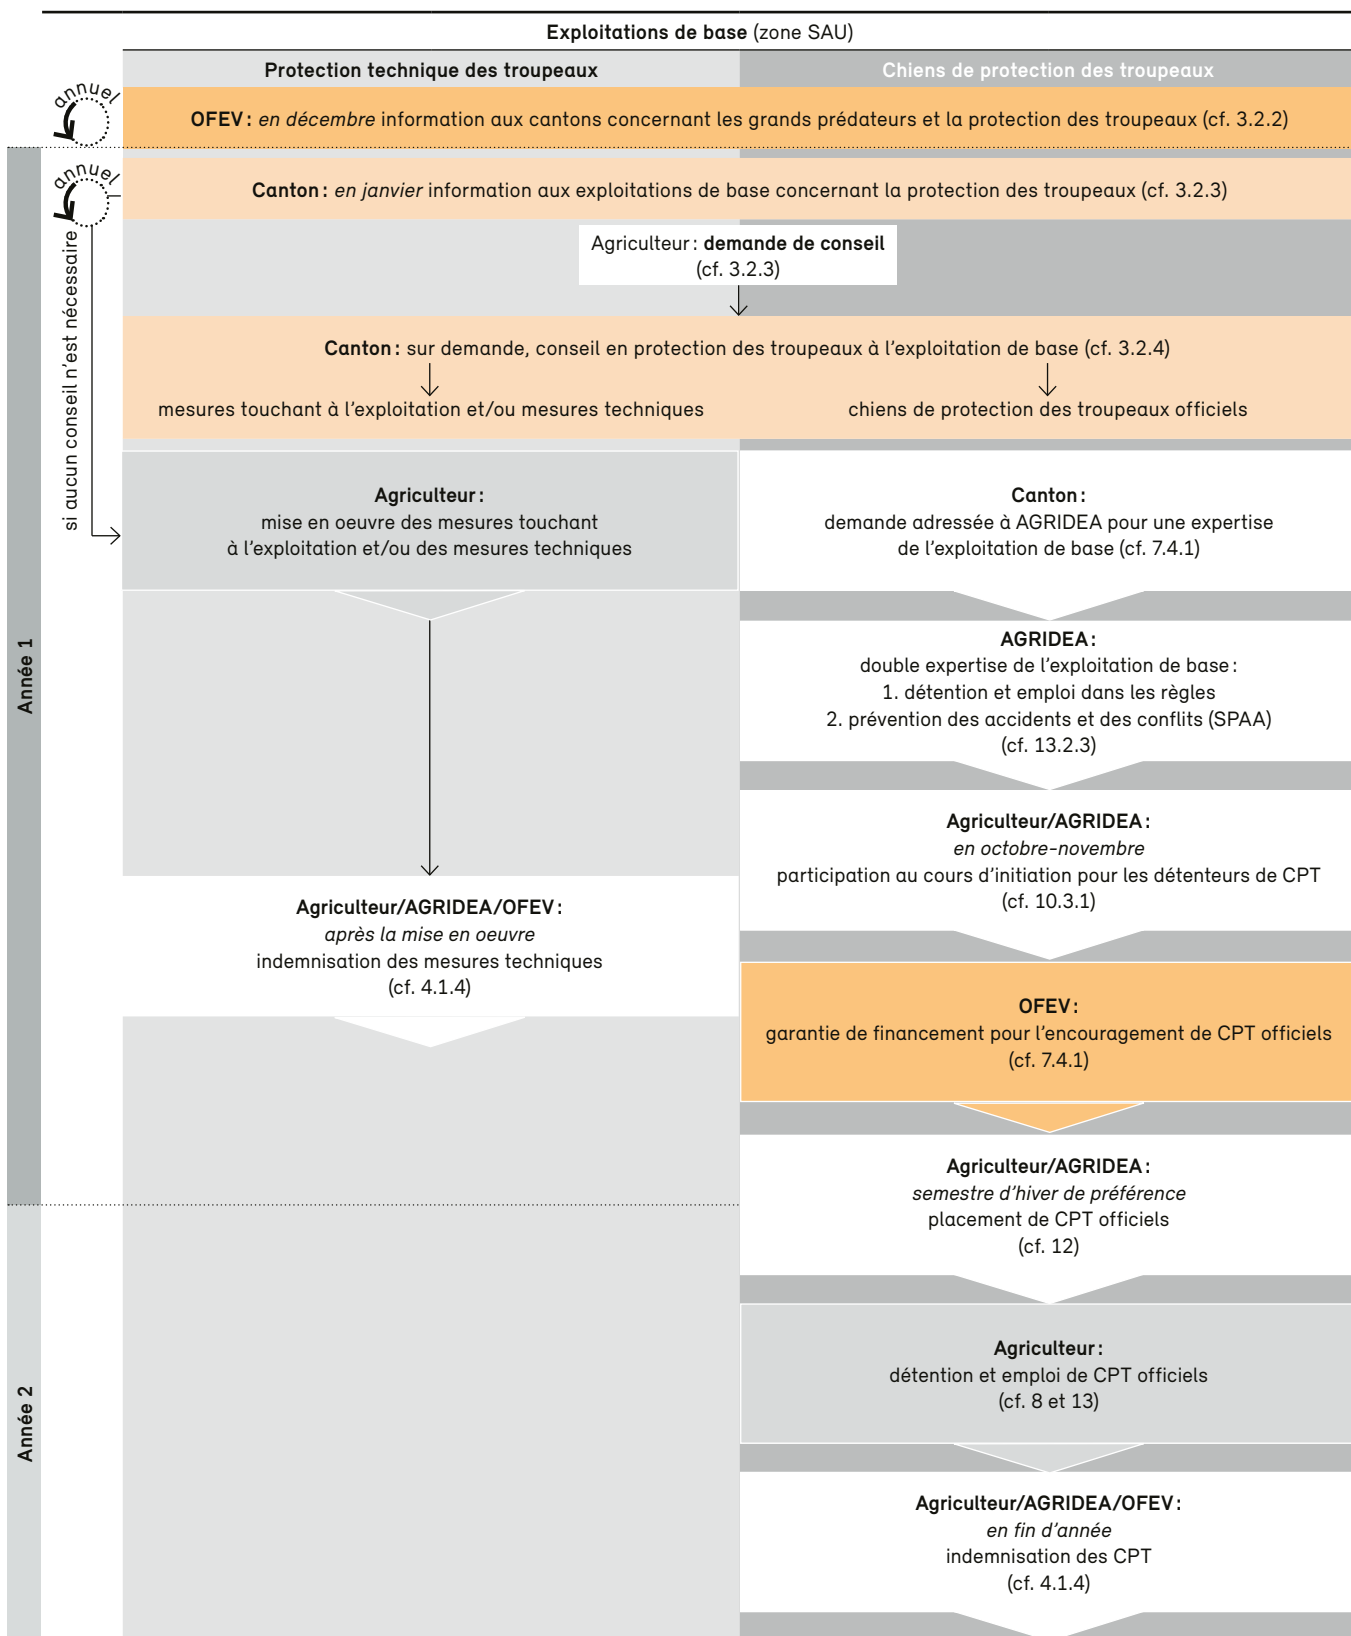 Exploitations de base (zone SAU)
Protection technique des troupeaux
Chiens de protection des troupeaux
annuel
OFEV : en décembre information aux cantons concernant les grands prédateurs et la protection des troupeaux (cf. 3.2.2)
annuel
Canton : en janvier information aux exploitations de base concernant la protection des troupeaux (cf. 3.2.3)
si aucun conseil n'est nécessaire
Agriculteur : demande de conseil
(cf. 3.2.3)
Canton : sur demande, conseil en protection des troupeaux à l'exploitation de base (cf. 3.2.4)
mesures touchant à l'exploitation et/ou mesures techniques
chiens de protection des troupeaux officiels
Année 1
Agriculteur :
mise en oeuvre des mesures touchant
à l'exploitation et/ou des mesures techniques
Canton :
demande adressée à AGRIDEA pour une expertise
de l'exploitation de base (cf. 7.4.1)
AGRIDEA :
double expertise de l'exploitation de base :
1. détention et emploi dans les règles
2. prévention des accidents et des conflits (SPAA)
(cf. 13.2.3)
Agriculteur/AGRIDEA :
en octobre-novembre
participation au cours d'initiation pour les détenteurs de CPT
(cf. 10.3.1)
Agriculteur/AGRIDEA/OFEV :
après la mise en oeuvre
indemnisation des mesures techniques
(cf. 4.1.4)
OFEV :
garantie de financement pour l'encouragement de CPT officiels
(cf. 7.4.1)
Agriculteur/AGRIDEA :
semestre d'hiver de préférence
placement de CPT officiels
(cf. 12)
Année 2
Agriculteur :
détention et emploi de CPT officiels
(cf. 8 et 13)
Agriculteur/AGRIDEA/OFEV :
en fin d'année
indemnisation des CPT
(cf. 4.1.4)